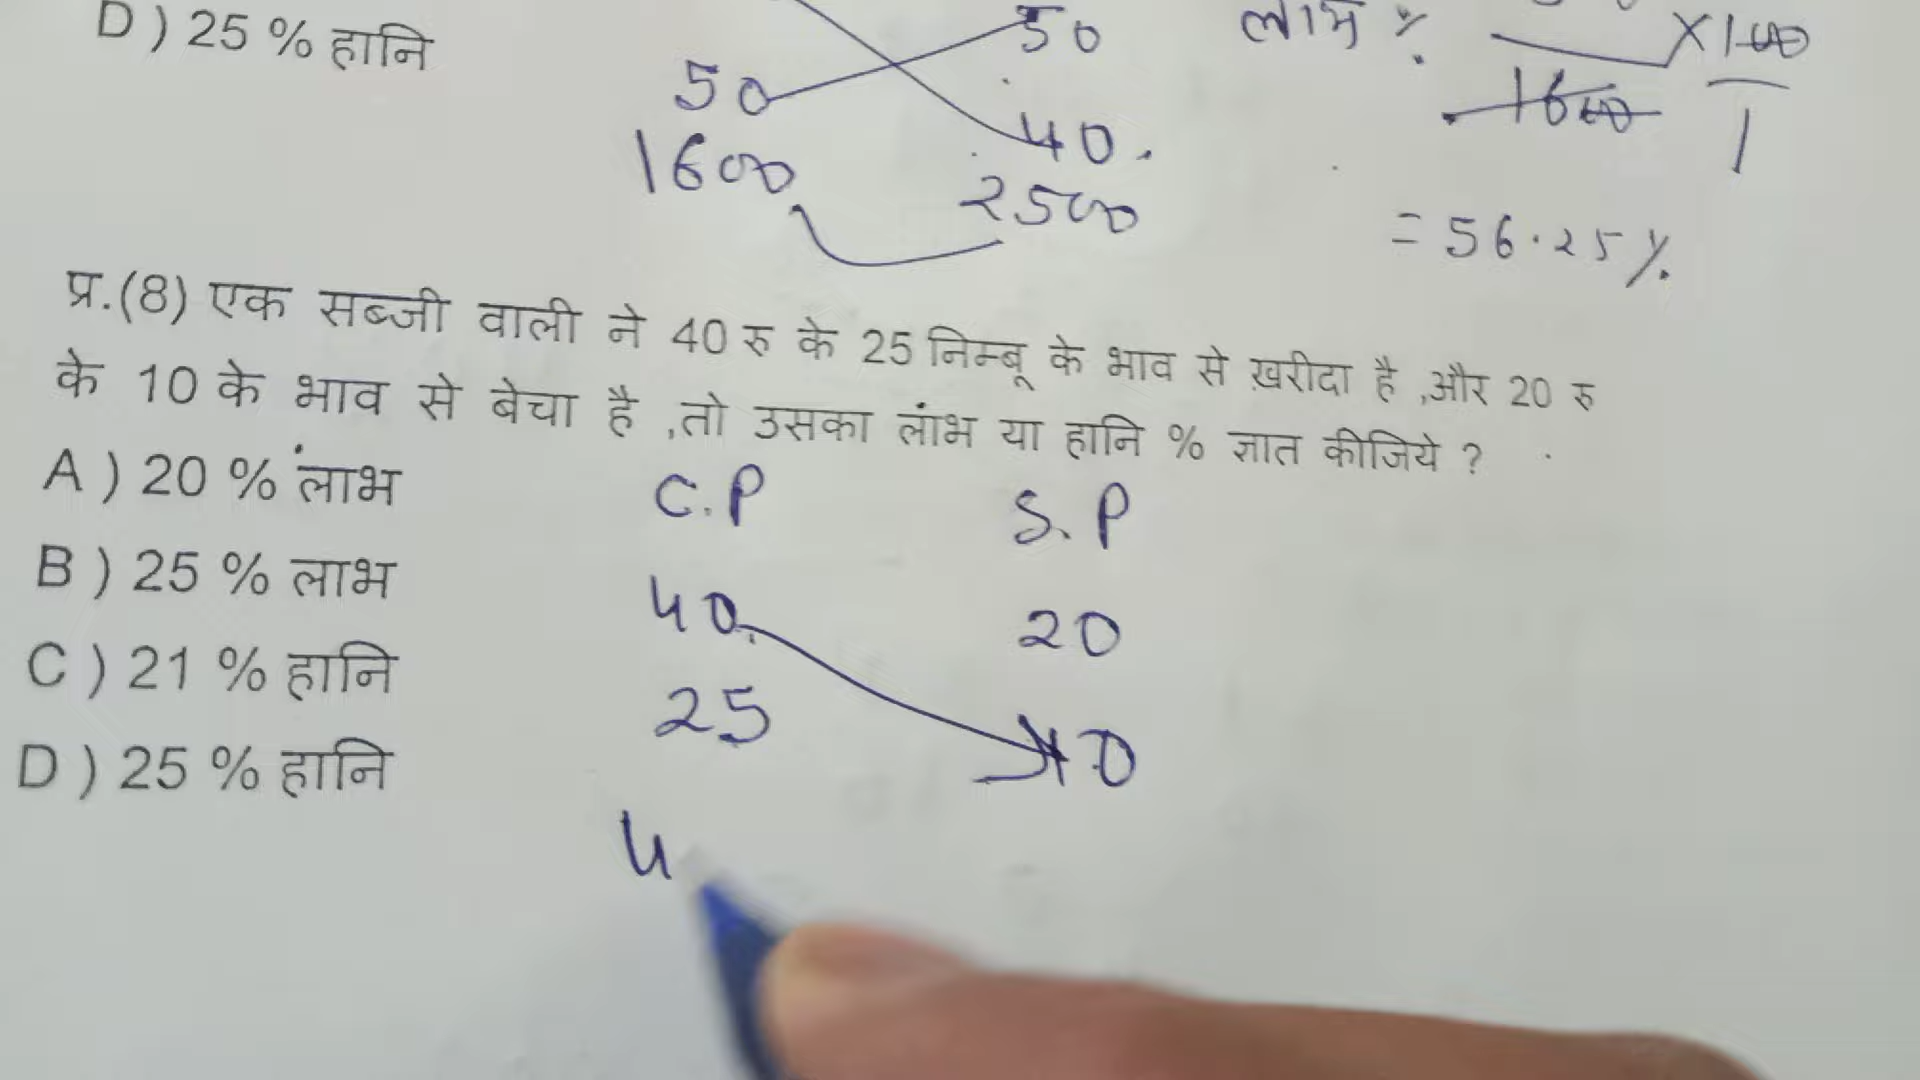 D ) 25 % हानि
50
50
40.
1600
2500
लाभ %.
1600
×100
1
= 56.25 %.
प्र.(8) एक सब्जी वाली ने 40 रु के 25 निम्बू के भाव से ख़रीदा है ,और 20 रु
के 10 के भाव से बेचा है ,तो उसका लांभ या हानि % ज्ञात कीजिये ?
A ) 20 % लांभ
B ) 25 % लाभ
C ) 21 % हानि
D ) 25 % हानि
C.P S.P
40 20
25 10
4